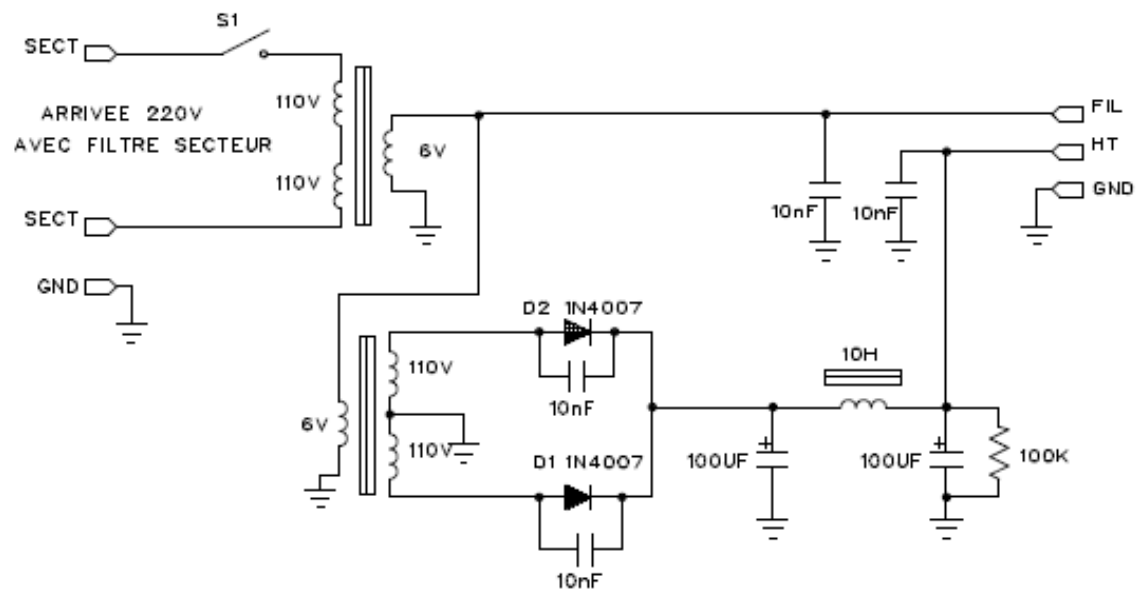 S1
SECT
FIL
110V
ARRIVEE 220V
HT
AVEC FILTRE SECTEUR
6V
110V
GND
10nF
10nF
SECT
GND
D2 1N4007
10H
110V
10nF
6V
110V
D1 1N4007
100UF
100UF
100K
10nF